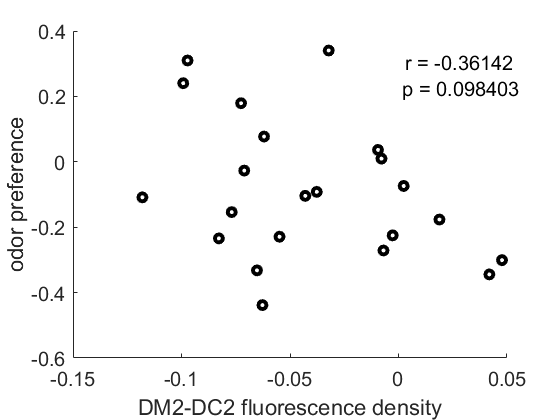 0.4
0.2
0
-0.2
-0.4
-0.6
odor preference
r = -0.36142
p = 0.098403
-0.15 -0.1 -0.05 0 0.05
DM2-DC2 fluorescence density